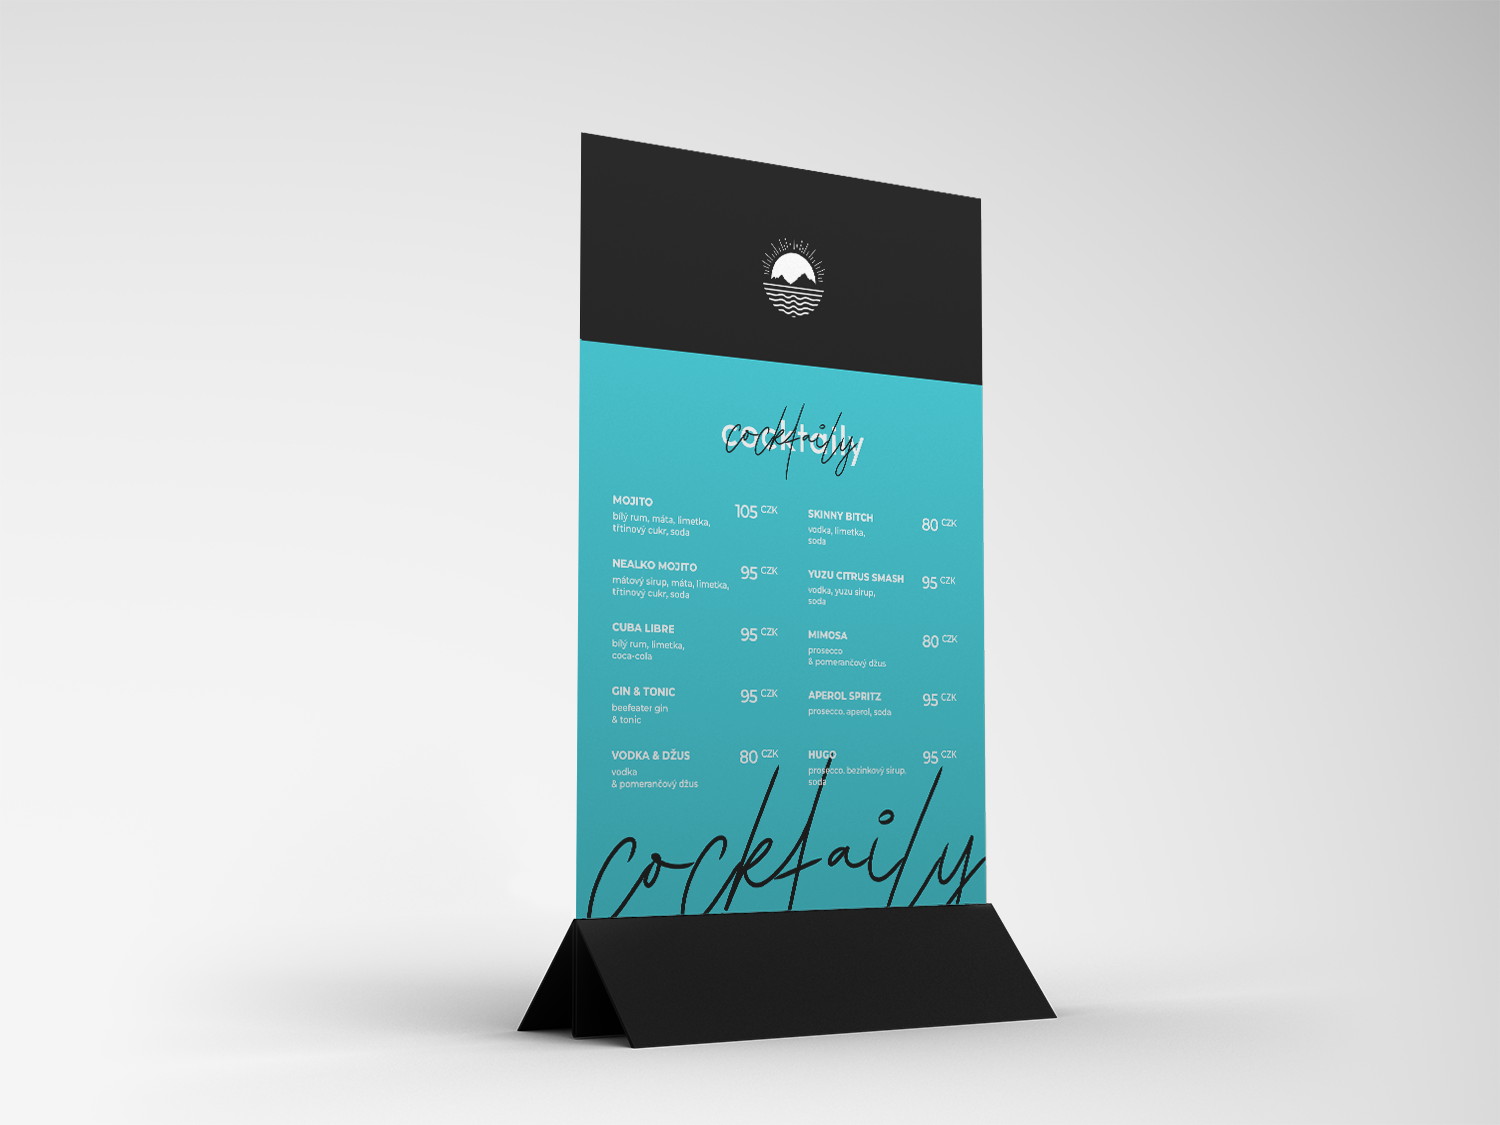 cocktaily
cocktaily
MOJITO
105 CZK
bílý rum, máta, limetka,
třtinový cukr, soda
NEALKO MOJITO
95 CZK
mátový sirup, máta, limetka,
třtinový cukr, soda
CUBA LIBRE
95 CZK
bílý rum, limetka,
coca-cola
GIN & TONIC
95 CZK
beefeater gin
& tonic
VODKA & DŽUS
80 CZK
vodka
& pomerančový džus
SKINNY BITCH
80 CZK
vodka, limetka,
soda
YUZU CITRUS SMASH
95 CZK
vodka, yuzu sirup,
soda
MIMOSA
80 CZK
prosecco
& pomerančový džus
APEROL SPRITZ
95 CZK
prosecco. aperol, soda
HUGO
95 CZK
prosecco. bezinkový sirup.
soda
cocktaily